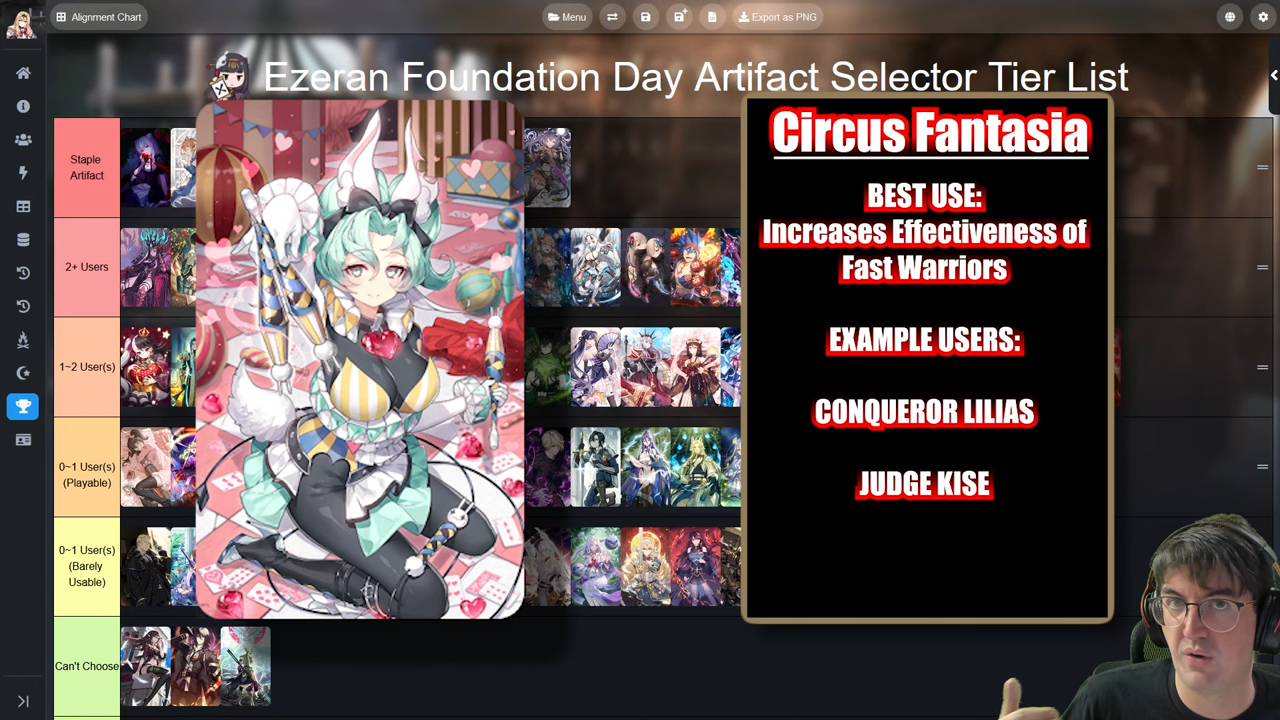 Alignment Chart
Menu
Export as PNG
Ezeran Foundation Day Artifact Selector Tier List
Staple
Artifact
2+ Users
1~2 User(s)
0~1 User(s)
(Playable)
0~1 User(s)
(Barely
Usable)
Can't Choose
Circus Fantasia
BEST USE:
Increases Effectiveness of
Fast Warriors
EXAMPLE USERS:
CONQUEROR LILIAS
JUDGE KISE